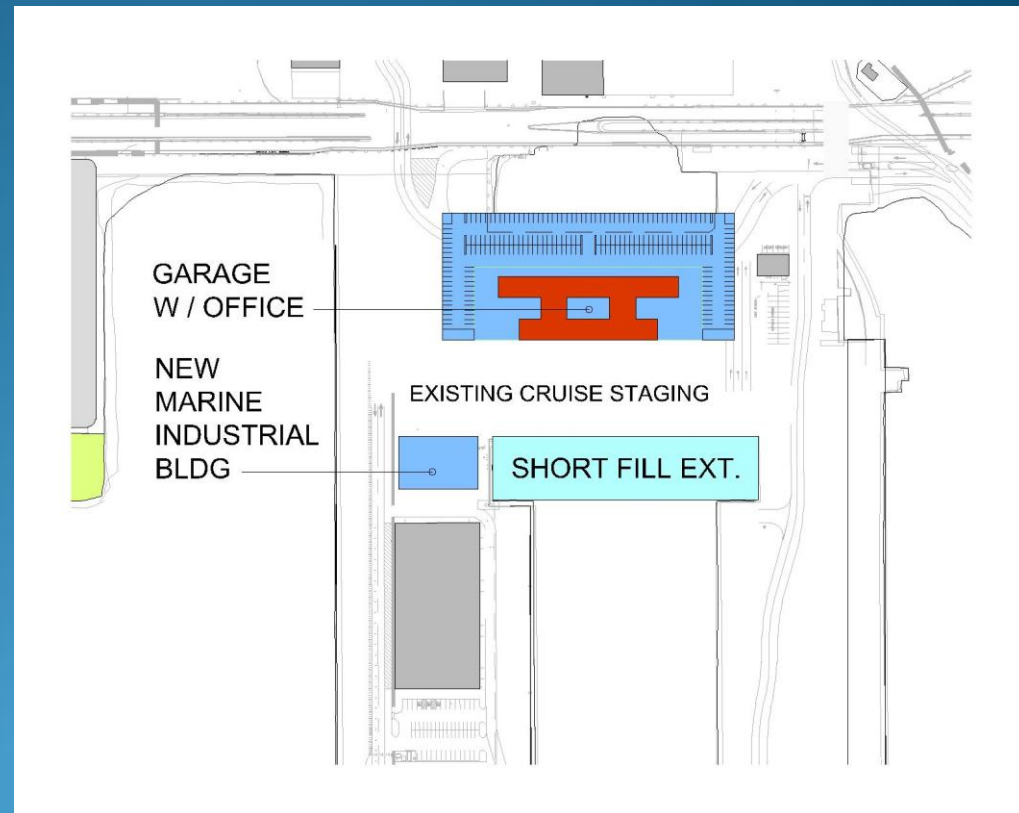 GARAGE
W / OFFICE
NEW
MARINE
INDUSTRIAL
BLDG
EXISTING CRUISE STAGING
SHORT FILL EXT.